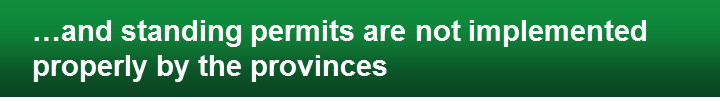 …and standing permits are not implemented
properly by the provinces